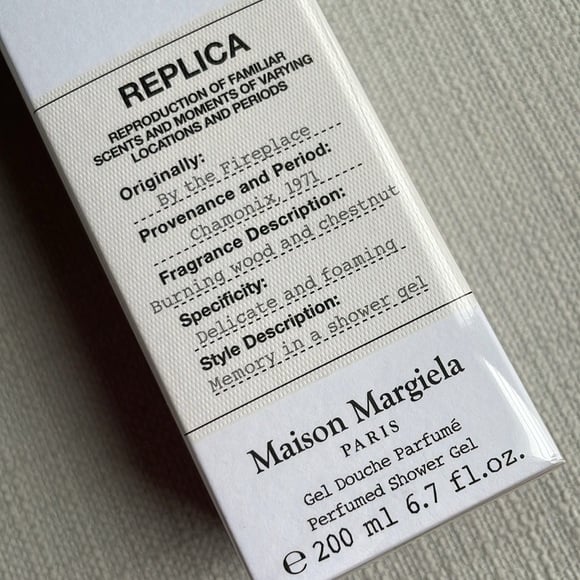 REPLICA
REPRODUCTION OF FAMILIAR
SCENTS AND MOMENTS OF VARYING
LOCATIONS AND PERIODS
Originally:
By the Fireplace
Provenance and Period:
Chamonix, 1971
Fragrance Description:
Burning wood and chestnut
Specificity:
Delicate and foaming
Style Description:
Memory in a shower gel
Maison Margiela
PARIS
Gel Douche Parfumé
Perfumed Shower Gel
℮ 200 ml 6.7 fl.oz.